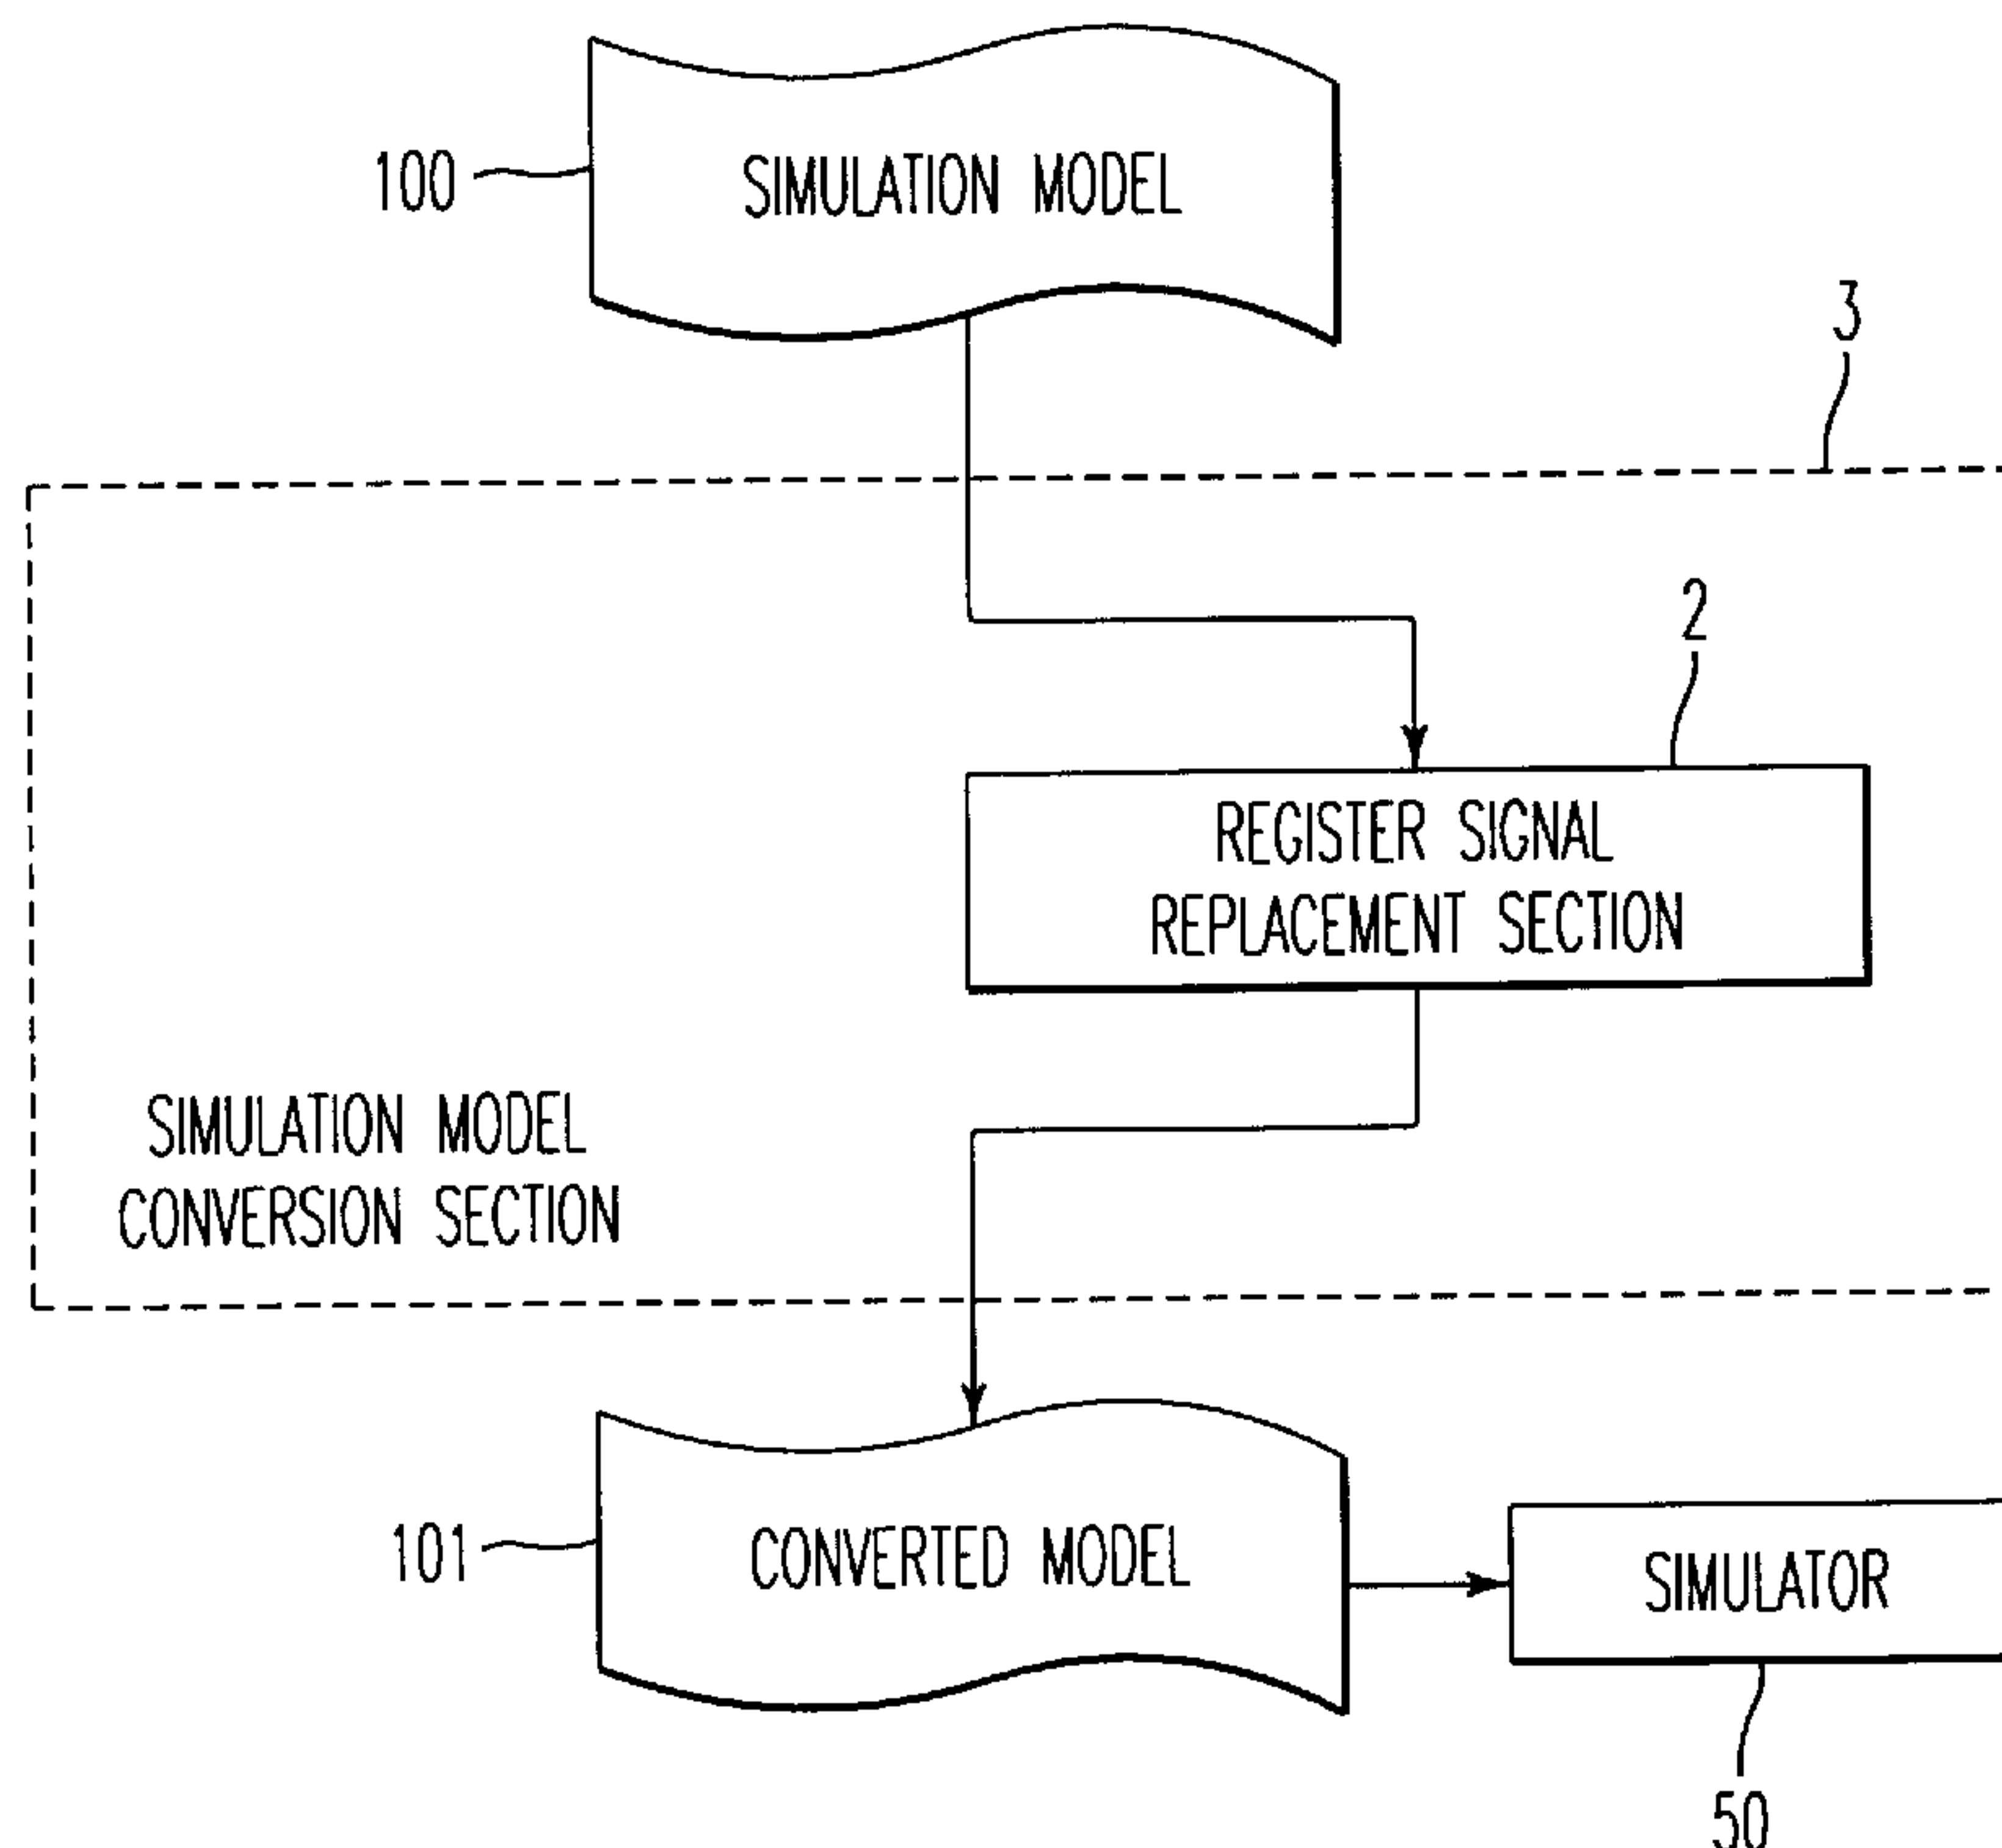 100
SIMULATION MODEL
3
2
REGISTER SIGNAL
REPLACEMENT SECTION
SIMULATION MODEL
CONVERSION SECTION
101
CONVERTED MODEL
SIMULATOR
50